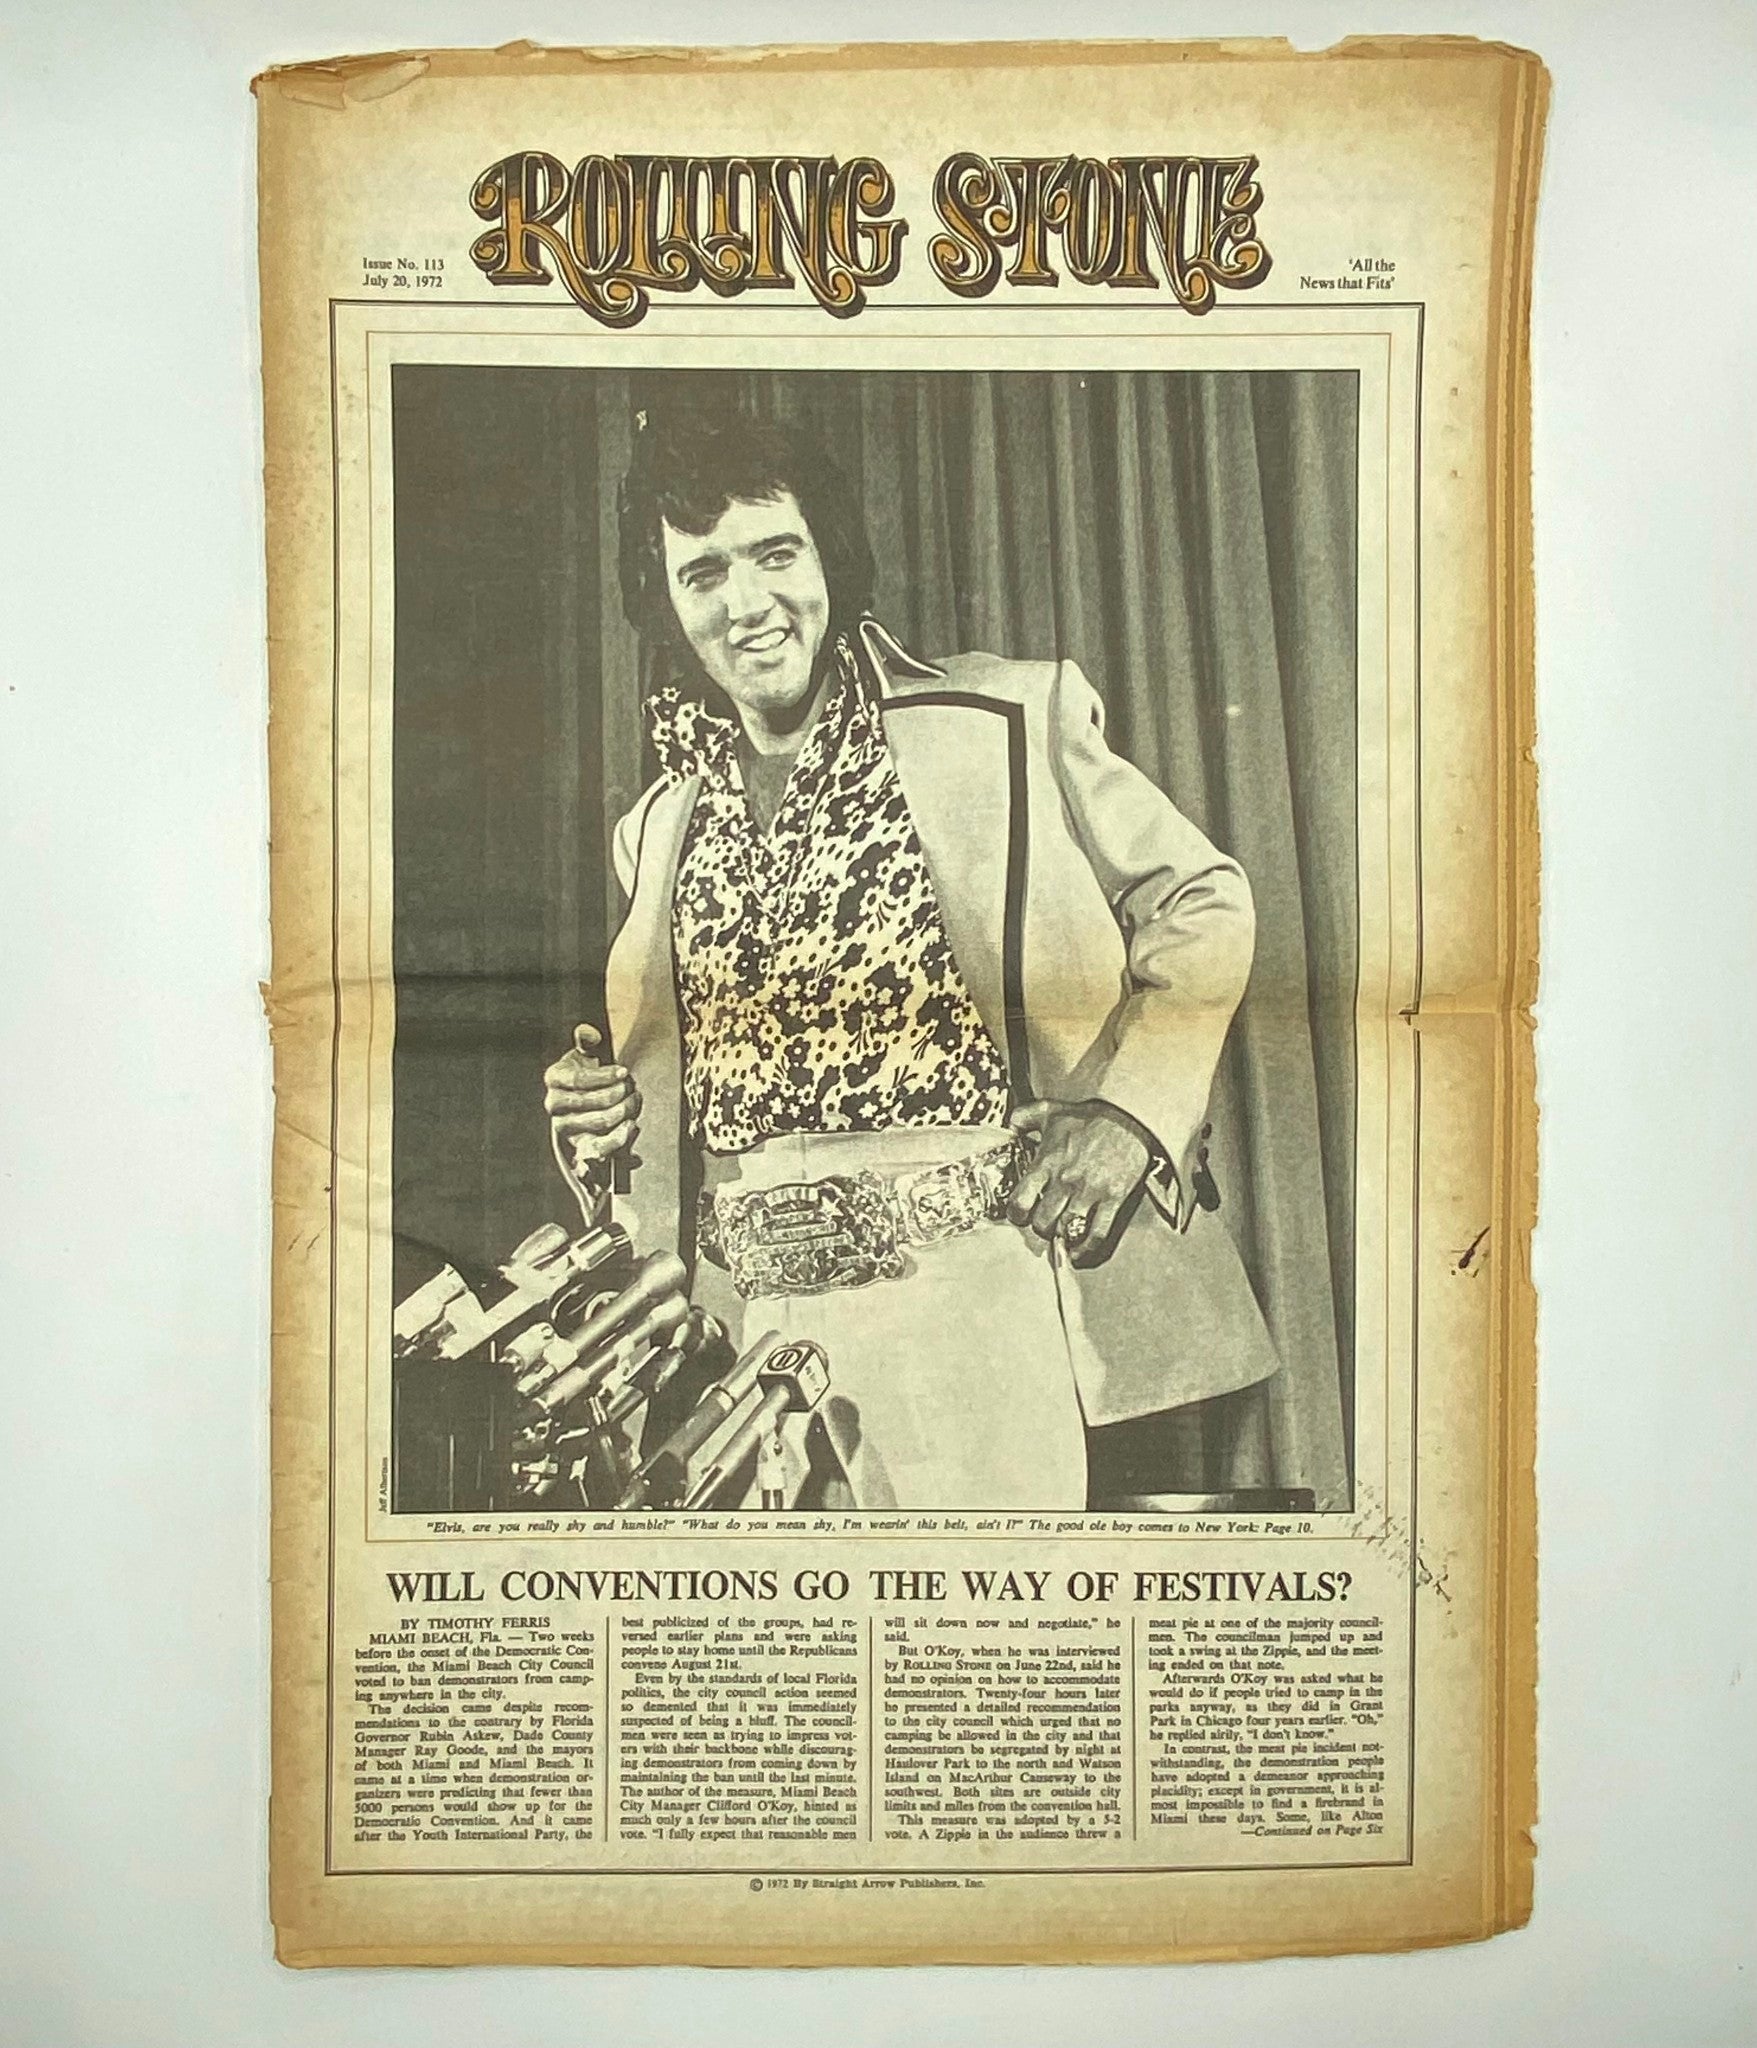 ROLLING STONE
Issue No. 113
July 20, 1972
'All the
News that Fits'
"Elvis, are you really shy and humble?" "What do you mean shy, I'm wearin' this belt, ain't I?" The good ole boy comes to New York: Page 10.
WILL CONVENTIONS GO THE WAY OF FESTIVALS?
BY TIMOTHY FERRIS
MIAMI BEACH, Fla. — Two weeks
before the onset of the Democratic Con-
vention, the Miami Beach City Council
voted to ban demonstrators from camp-
ing anywhere in the city.
The decision came despite recom-
mendations to the contrary by Florida
Governor Rubin Askew, Dade County
Manager Ray Goode, and the mayors
of both Miami and Miami Beach. It
came at a time when demonstration or-
ganizers were predicting that fewer than
5000 persons would show up for the
Democratic Convention. And it came
after the Youth International Party, the
best publicized of the groups, had re-
versed earlier plans and were asking
people to stay home until the Republicans
convene August 21st.
Even by the standards of local Florida
politics, the city council action seemed
so demented that it was immediately
suspected of being a bluff. The council-
men were seen as trying to impress vot-
ers with their backbone while discourag-
ing demonstrators from coming down by
maintaining the ban until the last minute.
The author of the measure, Miami Beach
City Manager Clifford O'Koy, hinted as
much only a few hours after the council
vote. "I fully expect that reasonable men
will sit down now and negotiate," he
said.
But O'Koy, when he was interviewed
by ROLLING STONE on June 22nd, said he
had no opinion on how to accommodate
demonstrators. Twenty-four hours later
he presented a detailed recommendation
to the city council which urged that no
camping be allowed in the city and that
demonstrators be segregated by night at
Haulover Park to the north and Watson
Island on MacArthur Causeway to the
southwest. Both sites are outside city
limits and miles from the convention hall.
This measure was adopted by a 5-2
vote. A Zippie in the audience threw a
meat pie at one of the majority council-
men. The councilman jumped up and
took a swing at the Zippie, and the meet-
ing ended on that note.
Afterwards O'Koy was asked what he
would do if people tried to camp in the
parks anyway, as they did in Grant
Park in Chicago four years earlier. "Oh,"
he replied airily, "I don't know."
In contrast, the meat pie incident not-
withstanding, the demonstration people
have adopted a demeanor approaching
placidity; except in government, it is al-
most impossible to find a firebrand in
Miami these days. Some, like Alton
—Continued on Page Six
© 1972 By Straight Arrow Publishers, Inc.